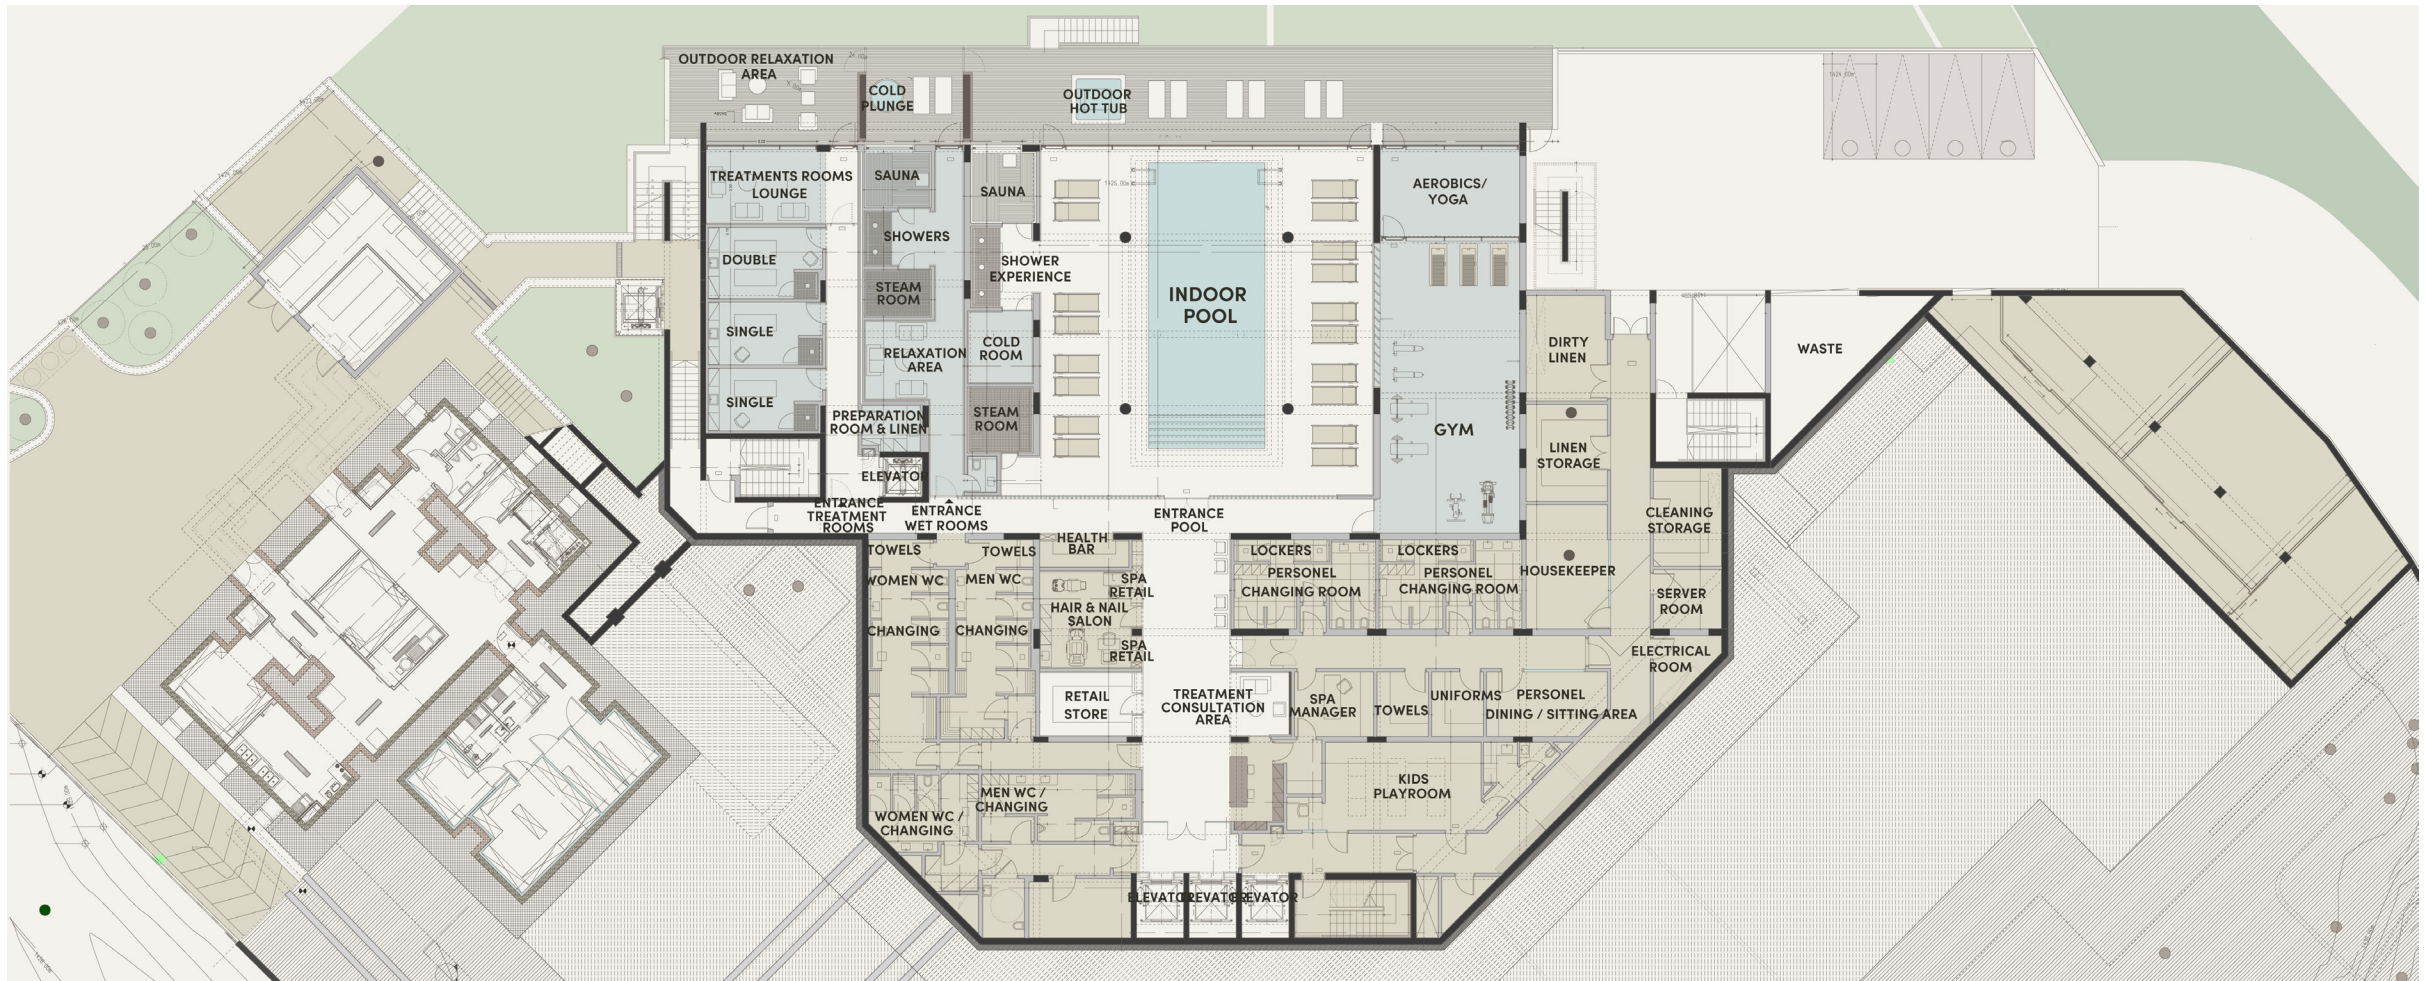 OUTDOOR RELAXATION
AREA
COLD
PLUNGE
OUTDOOR
HOT TUB
TREATMENTS ROOMS
LOUNGE
SAUNA
SAUNA
AEROBICS/
YOGA
SHOWERS
DOUBLE
SHOWER
EXPERIENCE
STEAM
ROOM
INDOOR
POOL
SINGLE
RELAXATION
AREA
COLD
ROOM
DIRTY
LINEN
WASTE
SINGLE
PREPARATION
ROOM & LINEN
STEAM
ROOM
GYM
LINEN
STORAGE
ELEVATOR
ENTRANCE
TREATMENT
ROOMS
ENTRANCE
WET ROOMS
ENTRANCE
POOL
CLEANING
STORAGE
TOWELS
TOWELS
HEALTH
BAR
LOCKERS
LOCKERS
WOMEN WC
MEN WC
SPA
RETAIL
PERSONEL
CHANGING ROOM
PERSONEL
CHANGING ROOM
HOUSEKEEPER
SERVER
ROOM
HAIR & NAIL
SALON
CHANGING
CHANGING
SPA
RETAIL
ELECTRICAL
ROOM
RETAIL
STORE
TREATMENT
CONSULTATION
AREA
SPA
MANAGER
TOWELS
UNIFORMS
PERSONEL
DINING / SITTING AREA
KIDS
PLAYROOM
MEN WC /
CHANGING
WOMEN WC /
CHANGING
ELEVATOR
ELEVATOR
ELEVATOR